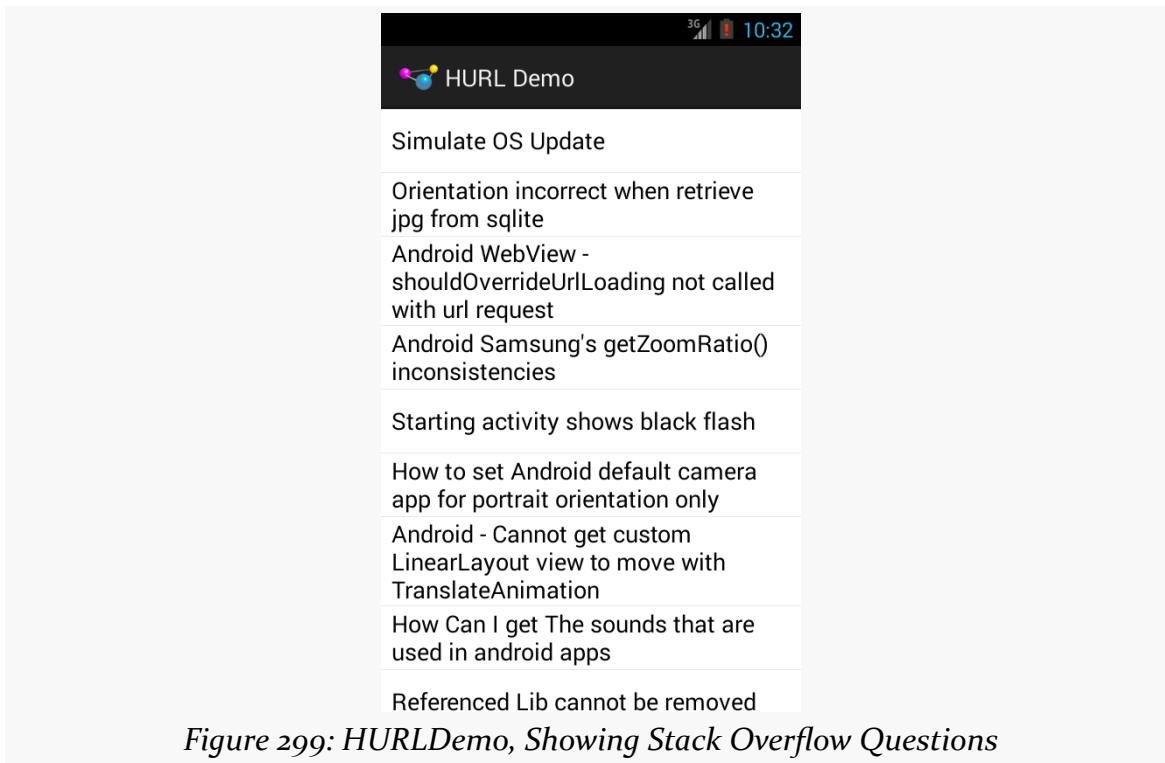 3G 10:32
HURL Demo
Simulate OS Update
Orientation incorrect when retrieve
jpg from sqlite
Android WebView -
shouldOverrideUrlLoading not called
with url request
Android Samsung's getZoomRatio()
inconsistencies
Starting activity shows black flash
How to set Android default camera
app for portrait orientation only
Android - Cannot get custom
LinearLayout view to move with
TranslateAnimation
How Can I get The sounds that are
used in android apps
Referenced Lib cannot be removed
Figure 299: HURLDemo, Showing Stack Overflow Questions